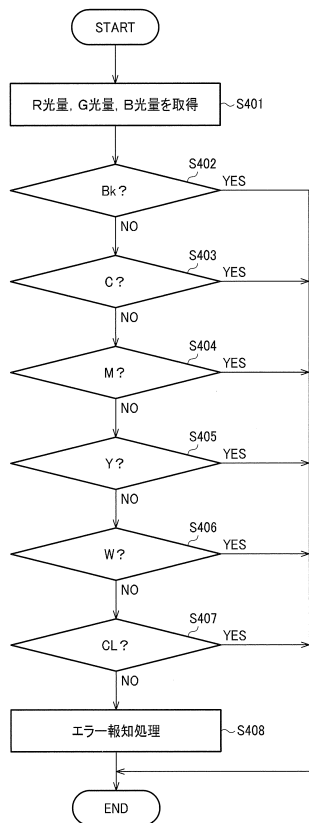 START
R光量, G光量, B光量を取得
S401
S402
Bk?
YES
NO
S403
C?
YES
NO
S404
M?
YES
NO
S405
Y?
YES
NO
S406
W?
YES
NO
S407
CL?
YES
NO
エラー報知処理
S408
END